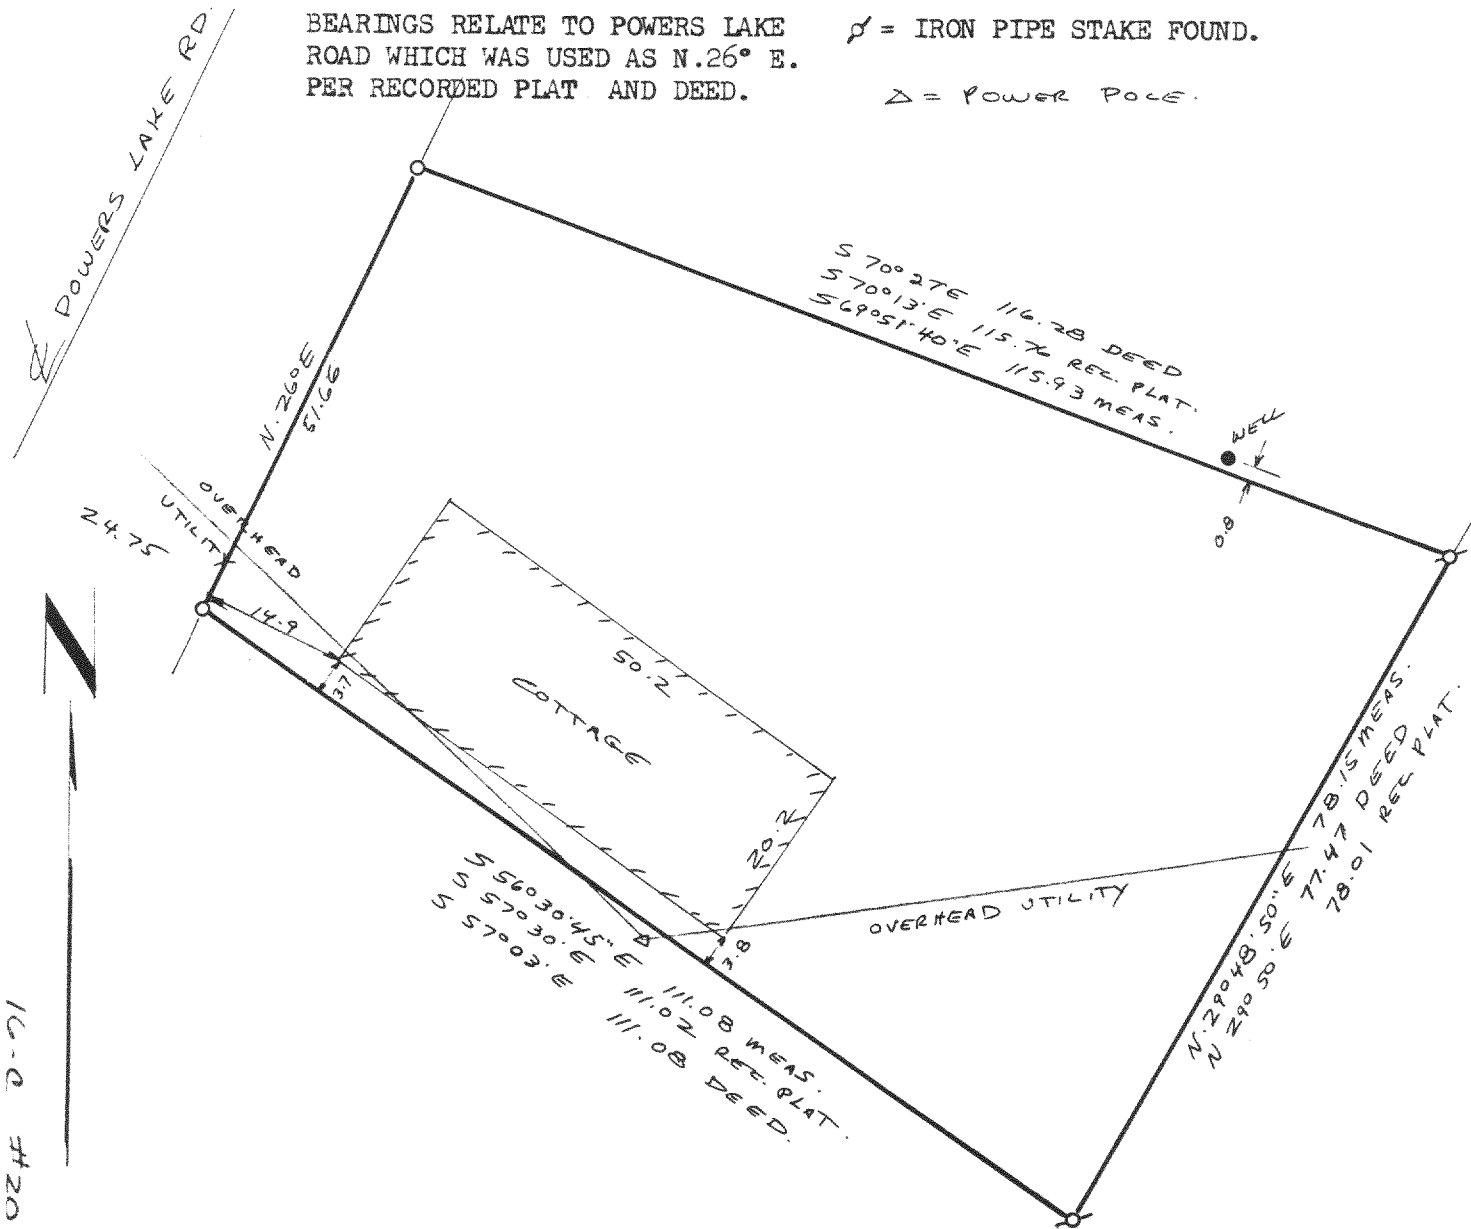 BEARINGS RELATE TO POWERS LAKE
ROAD WHICH WAS USED AS N.26° E.
PER RECORDED PLAT AND DEED.
= IRON PIPE STAKE FOUND.
Δ = POWER POLE.
℄ POWERS LAKE RD.
S 70° 27'E 116.28 DEED
S 70°13'E 115.76 REC. PLAT.
S 69°51'40"E 115.93 MEAS.
WELL
0.8
N. 26° E
51.66
OVERHEAD
UTILITY
24.75
14.9
3.7
50.2
COTTAGE
20.2
3.8
OVERHEAD UTILITY
S 56°30'45" E 111.08 MEAS.
S 57°30' E 111.02 REC. PLAT.
S 57°03' E 111.08 DEED.
N. 29°48'50" E 78.15 MEAS.
N 29° 50' E 77.47 DEED
78.01 REC. PLAT.
N
16-C #20